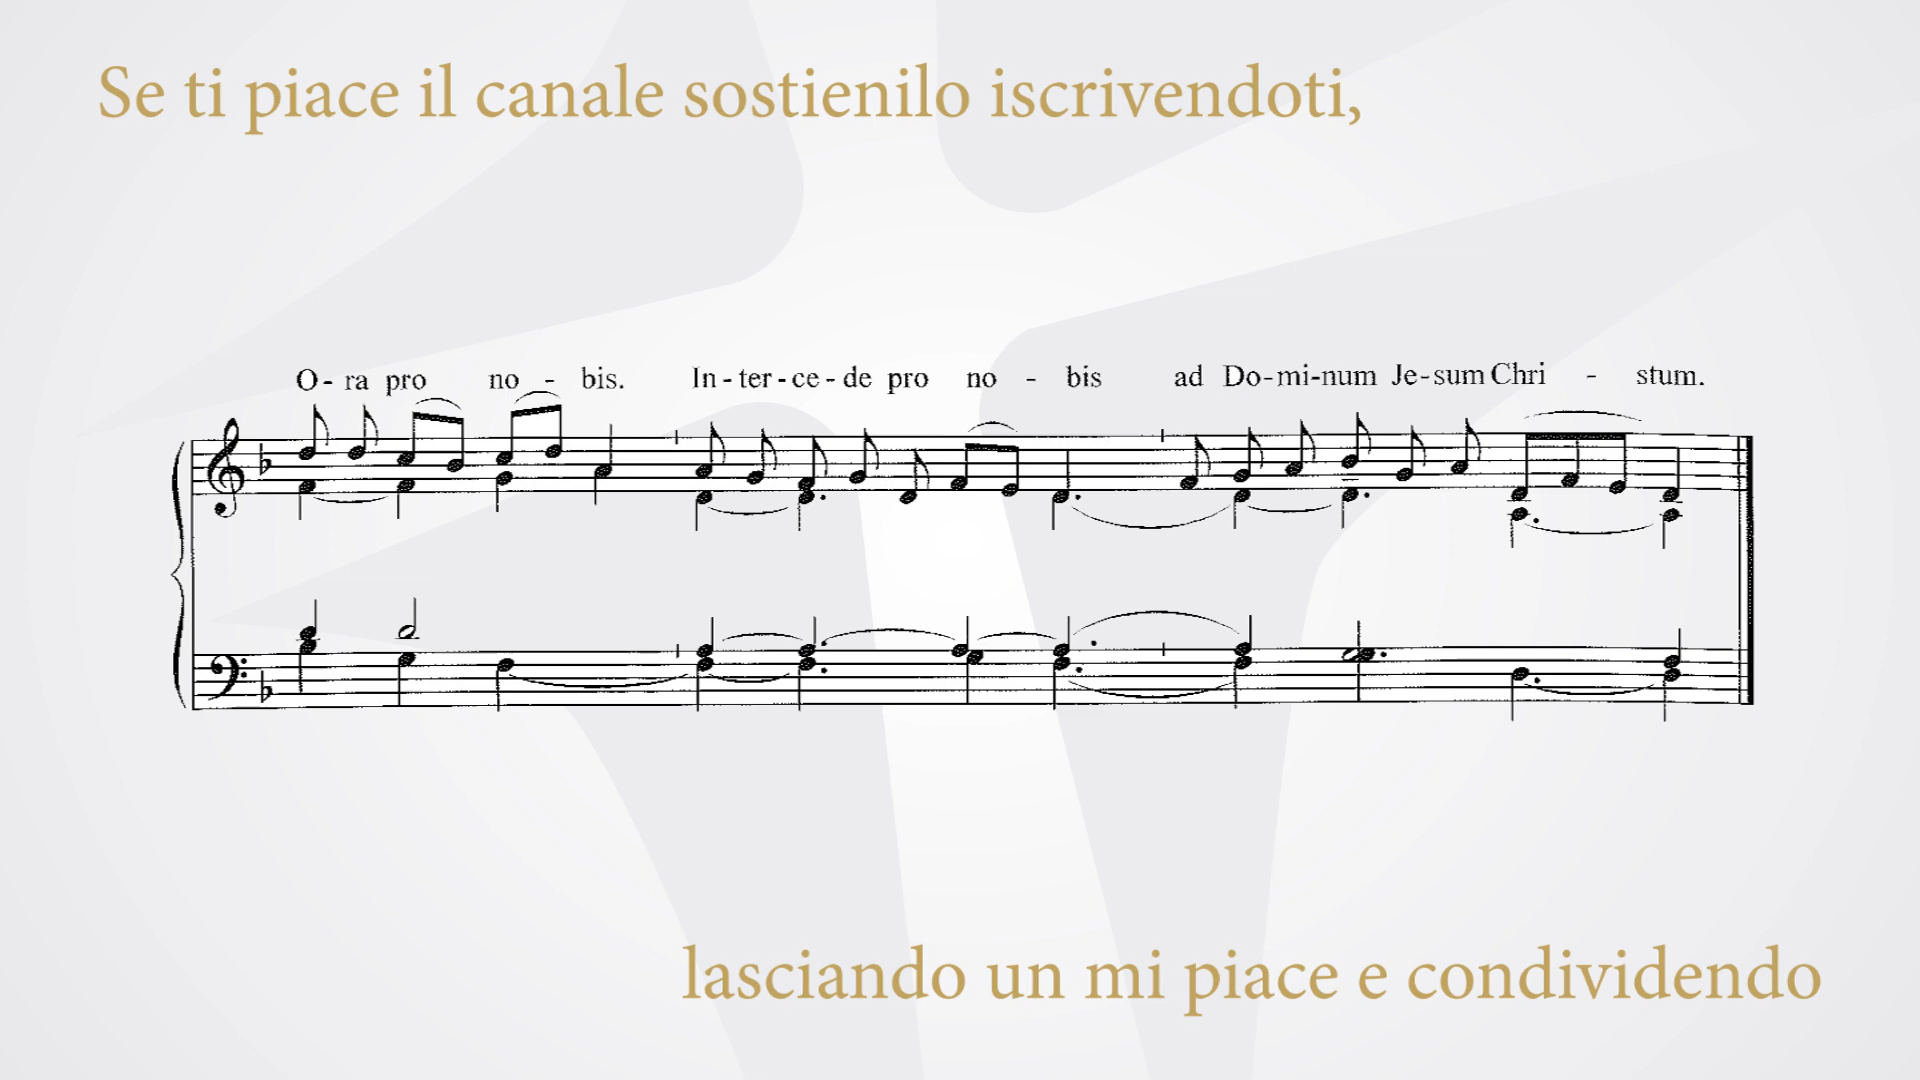 Se ti piace il canale sostienilo iscrivendoti,
O - ra pro no - bis. In - ter - ce - de pro no - bis ad Do - mi - num Je - sum Chri - stum.
lasciando un mi piace e condividendo